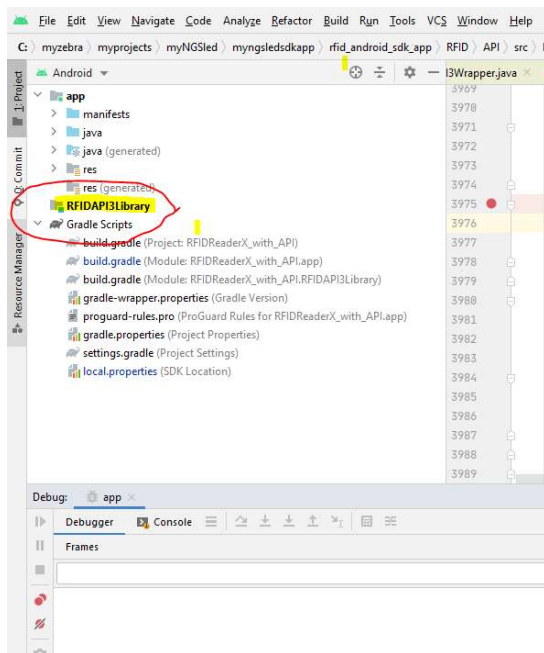 File Edit View Navigate Code Analyze Refactor Build Run Tools VCS Window Help
C: myzebra myprojects myNGSled myngsledsdkapp rfid_android_sdk_app RFID API src
1: Project
Android
I3Wrapper.java
3969
app
manifests
3970
java
3971
java (generated)
3972
res
3973
res (generated)
3974
RFIDAPI3Library
3975
Gradle Scripts
3976
build.gradle (Project: RFIDReaderX_with_API)
3977
build.gradle (Module: RFIDReaderX_with_API.app)
3978
build.gradle (Module: RFIDReaderX_with_API.RFIDAPI3Library)
3979
gradle-wrapper.properties (Gradle Version)
3980
proguard-rules.pro (ProGuard Rules for RFIDReaderX_with_API.app)
3981
gradle.properties (Project Properties)
3982
settings.gradle (Project Settings)
3983
local.properties (SDK Location)
3984
3985
3986
3987
3988
3989
0: Commit
Resource Manager
Debug: app
Debugger Console
Frames